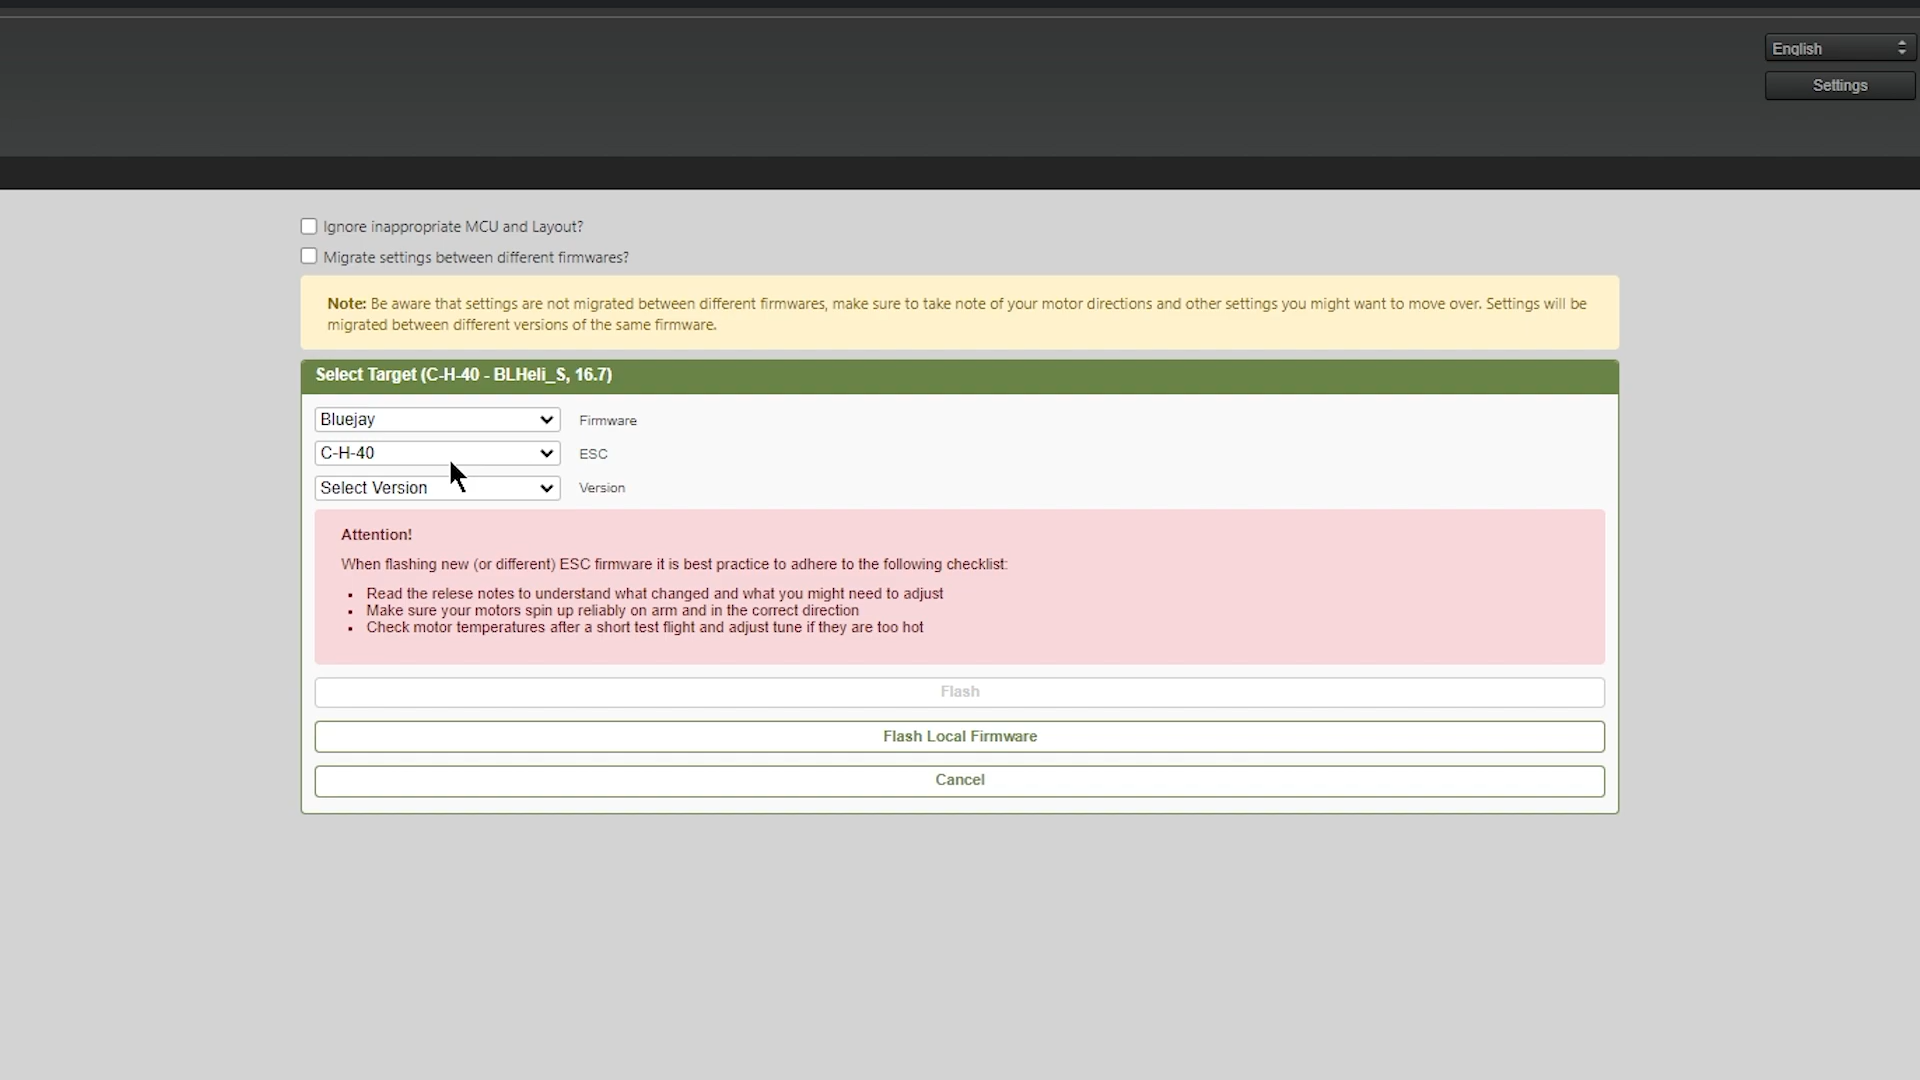 English
Settings
Ignore inappropriate MCU and Layout?
Migrate settings between different firmwares?
Note: Be aware that settings are not migrated between different firmwares, make sure to take note of your motor directions and other settings you might want to move over. Settings will be
migrated between different versions of the same firmware.
Select Target (C-H-40 - BLHeli_S, 16.7)
Bluejay Firmware
C-H-40 ESC
Select Version Version
Attention!
When flashing new (or different) ESC firmware it is best practice to adhere to the following checklist:
Read the relese notes to understand what changed and what you might need to adjust
Make sure your motors spin up reliably on arm and in the correct direction
Check motor temperatures after a short test flight and adjust tune if they are too hot
Flash
Flash Local Firmware
Cancel